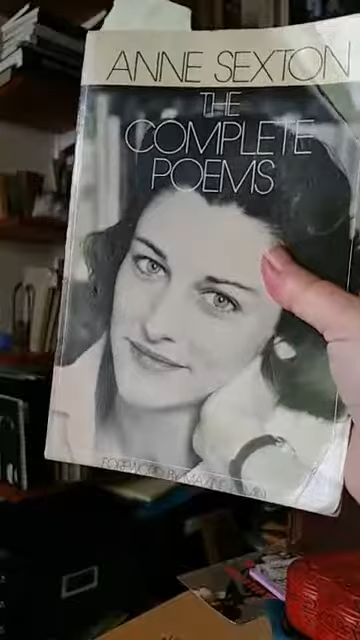 ANNE SEXTON
THE
COMPLETE
POEMS
FOREWORD BY